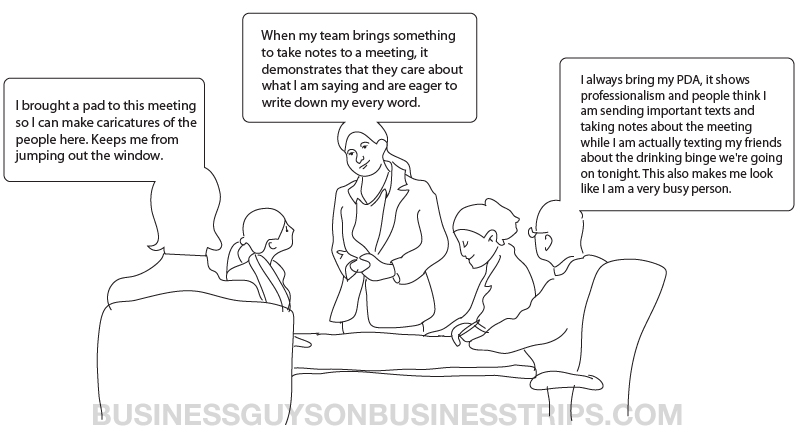 I brought a pad to this meeting
so I can make caricatures of the
people here. Keeps me from
jumping out the window.
When my team brings something
to take notes to a meeting, it
demonstrates that they care about
what I am saying and are eager to
write down my every word.
I always bring my PDA, it shows
professionalism and people think I
am sending important texts and
taking notes about the meeting
while I am actually texting my friends
about the drinking binge we're going
on tonight. This also makes me look
like I am a very busy person.
BUSINESSGUYSONBUSINESSTRIPS.COM